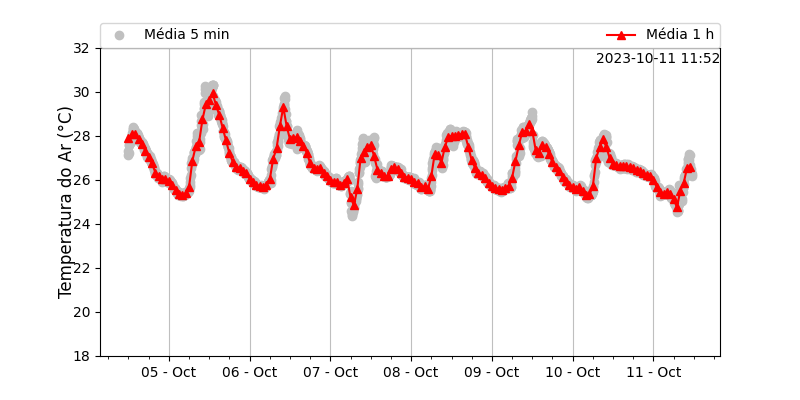 Média 5 min
Média 1 h
2023-10-11 11:52
Temperatura do Ar (°C)
32
30
28
26
24
22
20
18
05 - Oct
06 - Oct
07 - Oct
08 - Oct
09 - Oct
10 - Oct
11 - Oct